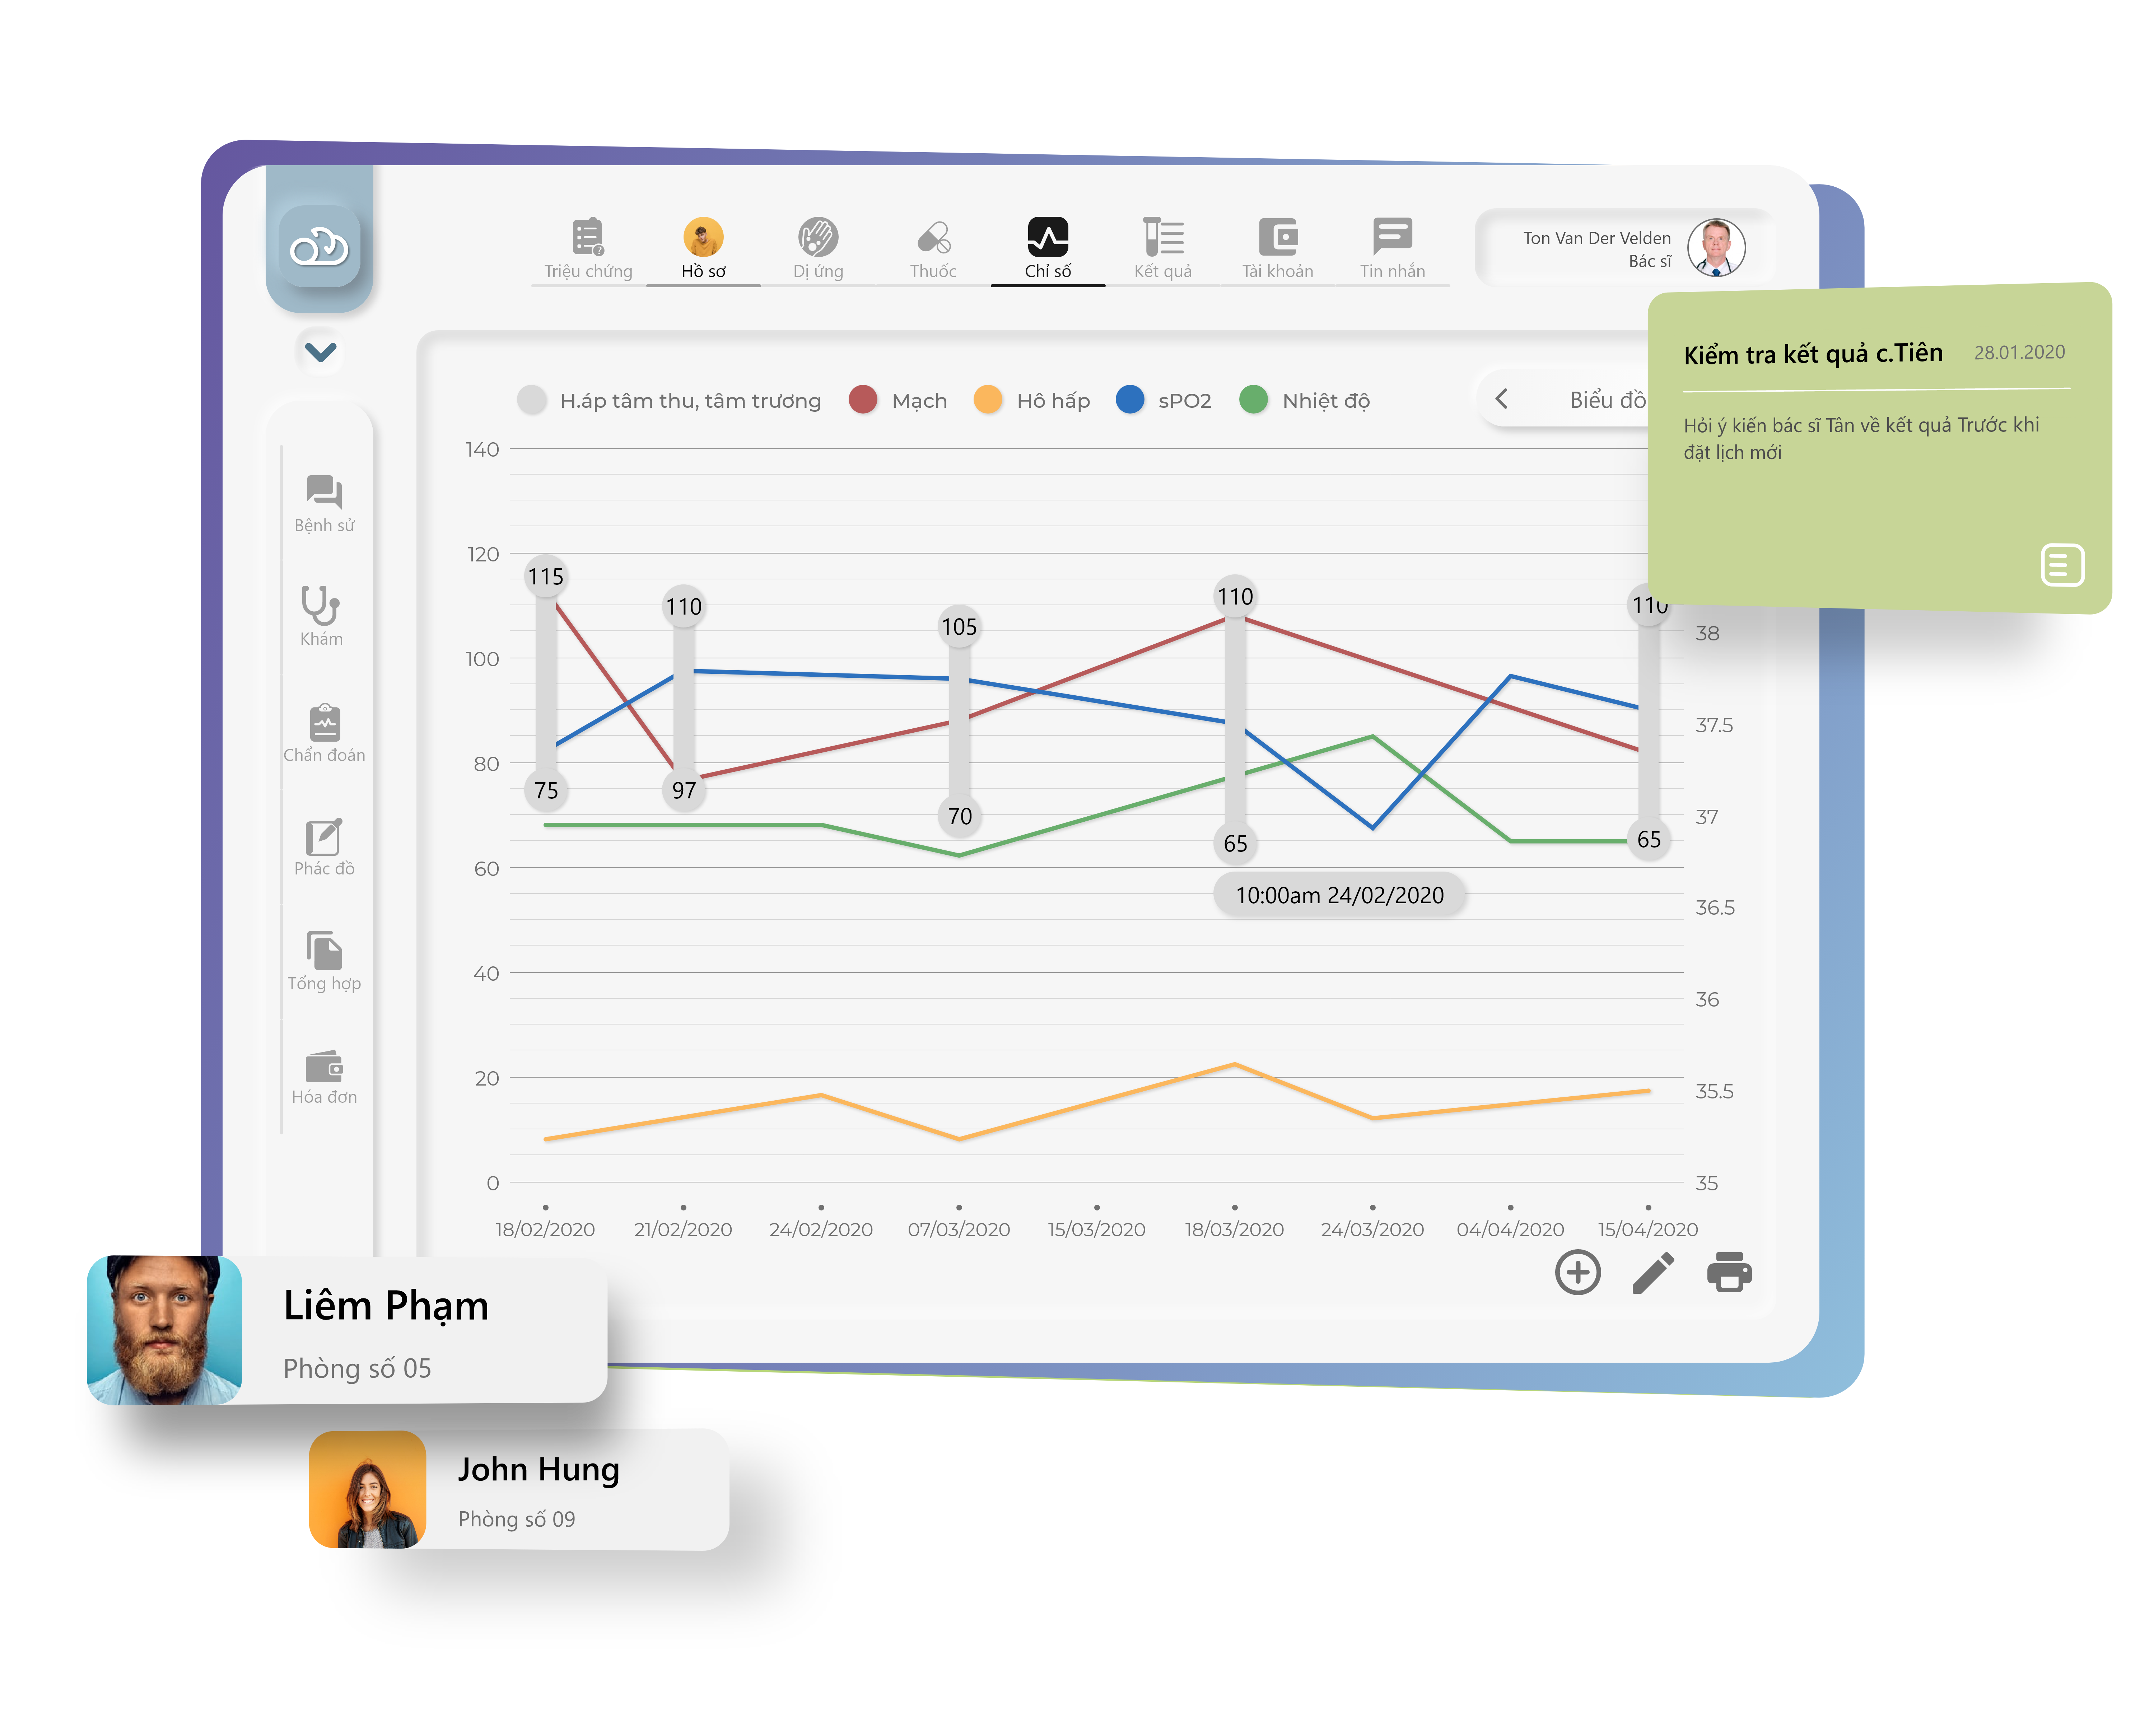 Triệu chứng
Hồ sơ
Dị ứng
Thuốc
Chỉ số
Kết quả
Tài khoản
Tin nhắn
Ton Van Der Velden
Bác sĩ
Kiểm tra kết quả c.Tiên 28.01.2020
Hỏi ý kiến bác sĩ Tân về kết quả Trước khi
đặt lịch mới
H.áp tâm thu, tâm trương
Mạch
Hô hấp
sPO2
Nhiệt độ
Biểu đồ
Bệnh sử
Khám
Chẩn đoán
Phác đồ
Tổng hợp
Hóa đơn
140
120
100
80
60
40
20
0
115
110
105
110
110
75
97
70
65
65
10:00am 24/02/2020
38
37.5
37
36.5
36
35.5
35
18/02/2020
21/02/2020
24/02/2020
07/03/2020
15/03/2020
18/03/2020
24/03/2020
04/04/2020
15/04/2020
Liêm Phạm
Phòng số 05
John Hung
Phòng số 09